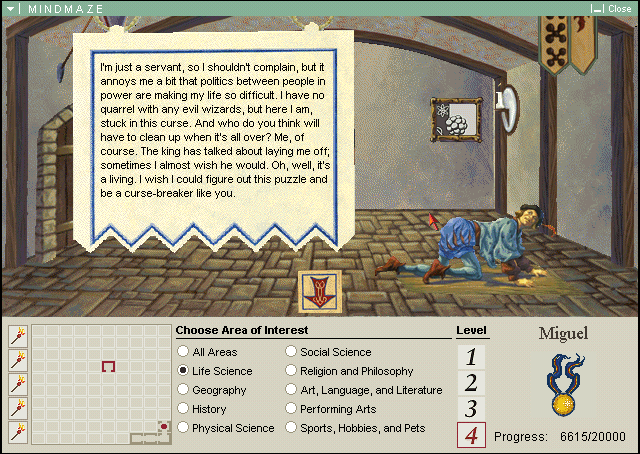 MINDMAZE
Close
I'm just a servant, so I shouldn't complain, but it
annoys me a bit that politics between people in
power are making my life so difficult. I have no
quarrel with any evil wizards, but here I am,
stuck in this curse. And who do you think will
have to clean up when it's all over? Me, of
course. The king has talked about laying me off;
sometimes I almost wish he would. Oh, well, it's
a living. I wish I could figure out this puzzle and
be a curse-breaker like you.
Choose Area of Interest
All Areas
Life Science
Geography
History
Physical Science
Social Science
Religion and Philosophy
Art, Language, and Literature
Performing Arts
Sports, Hobbies, and Pets
Level
1
2
3
4
Miguel
Progress: 6615/20000